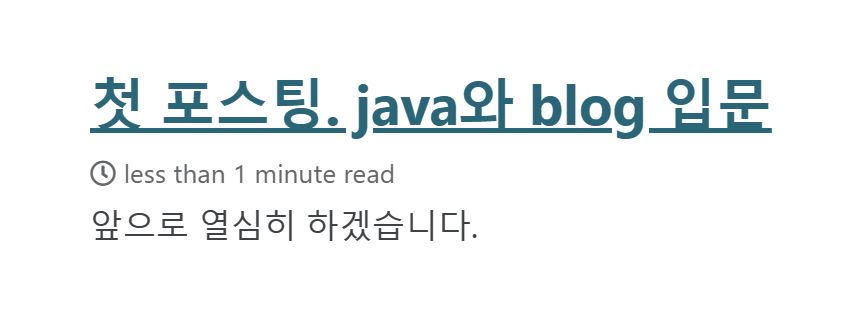 첫 포스팅. java와 blog 입문
less than 1 minute read
앞으로 열심히 하겠습니다.